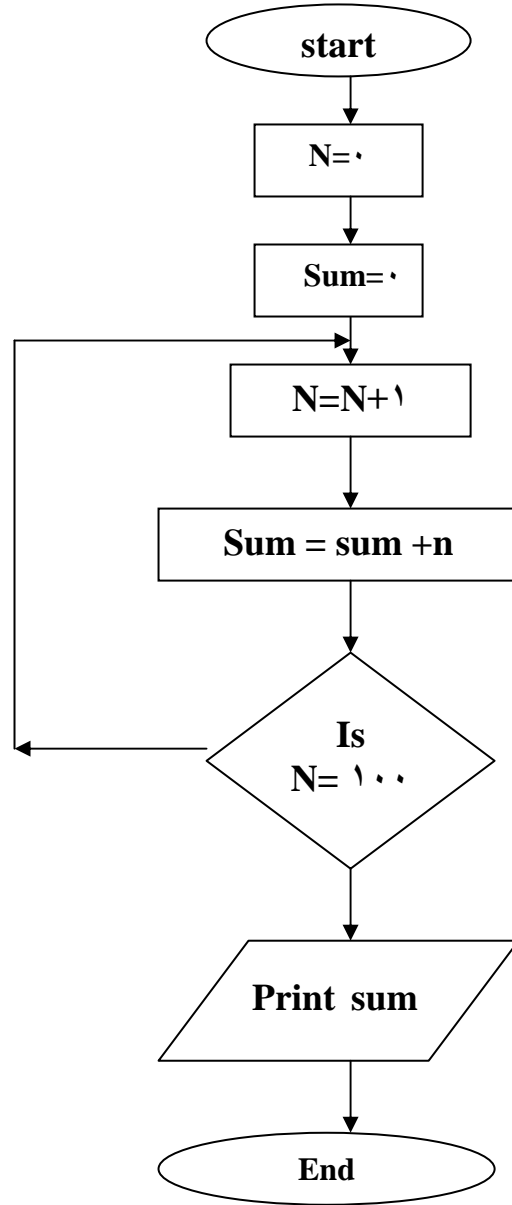 start
N=٠
Sum=٠
N=N+١
Sum = sum +n
Is
N= ١٠٠
Print sum
End